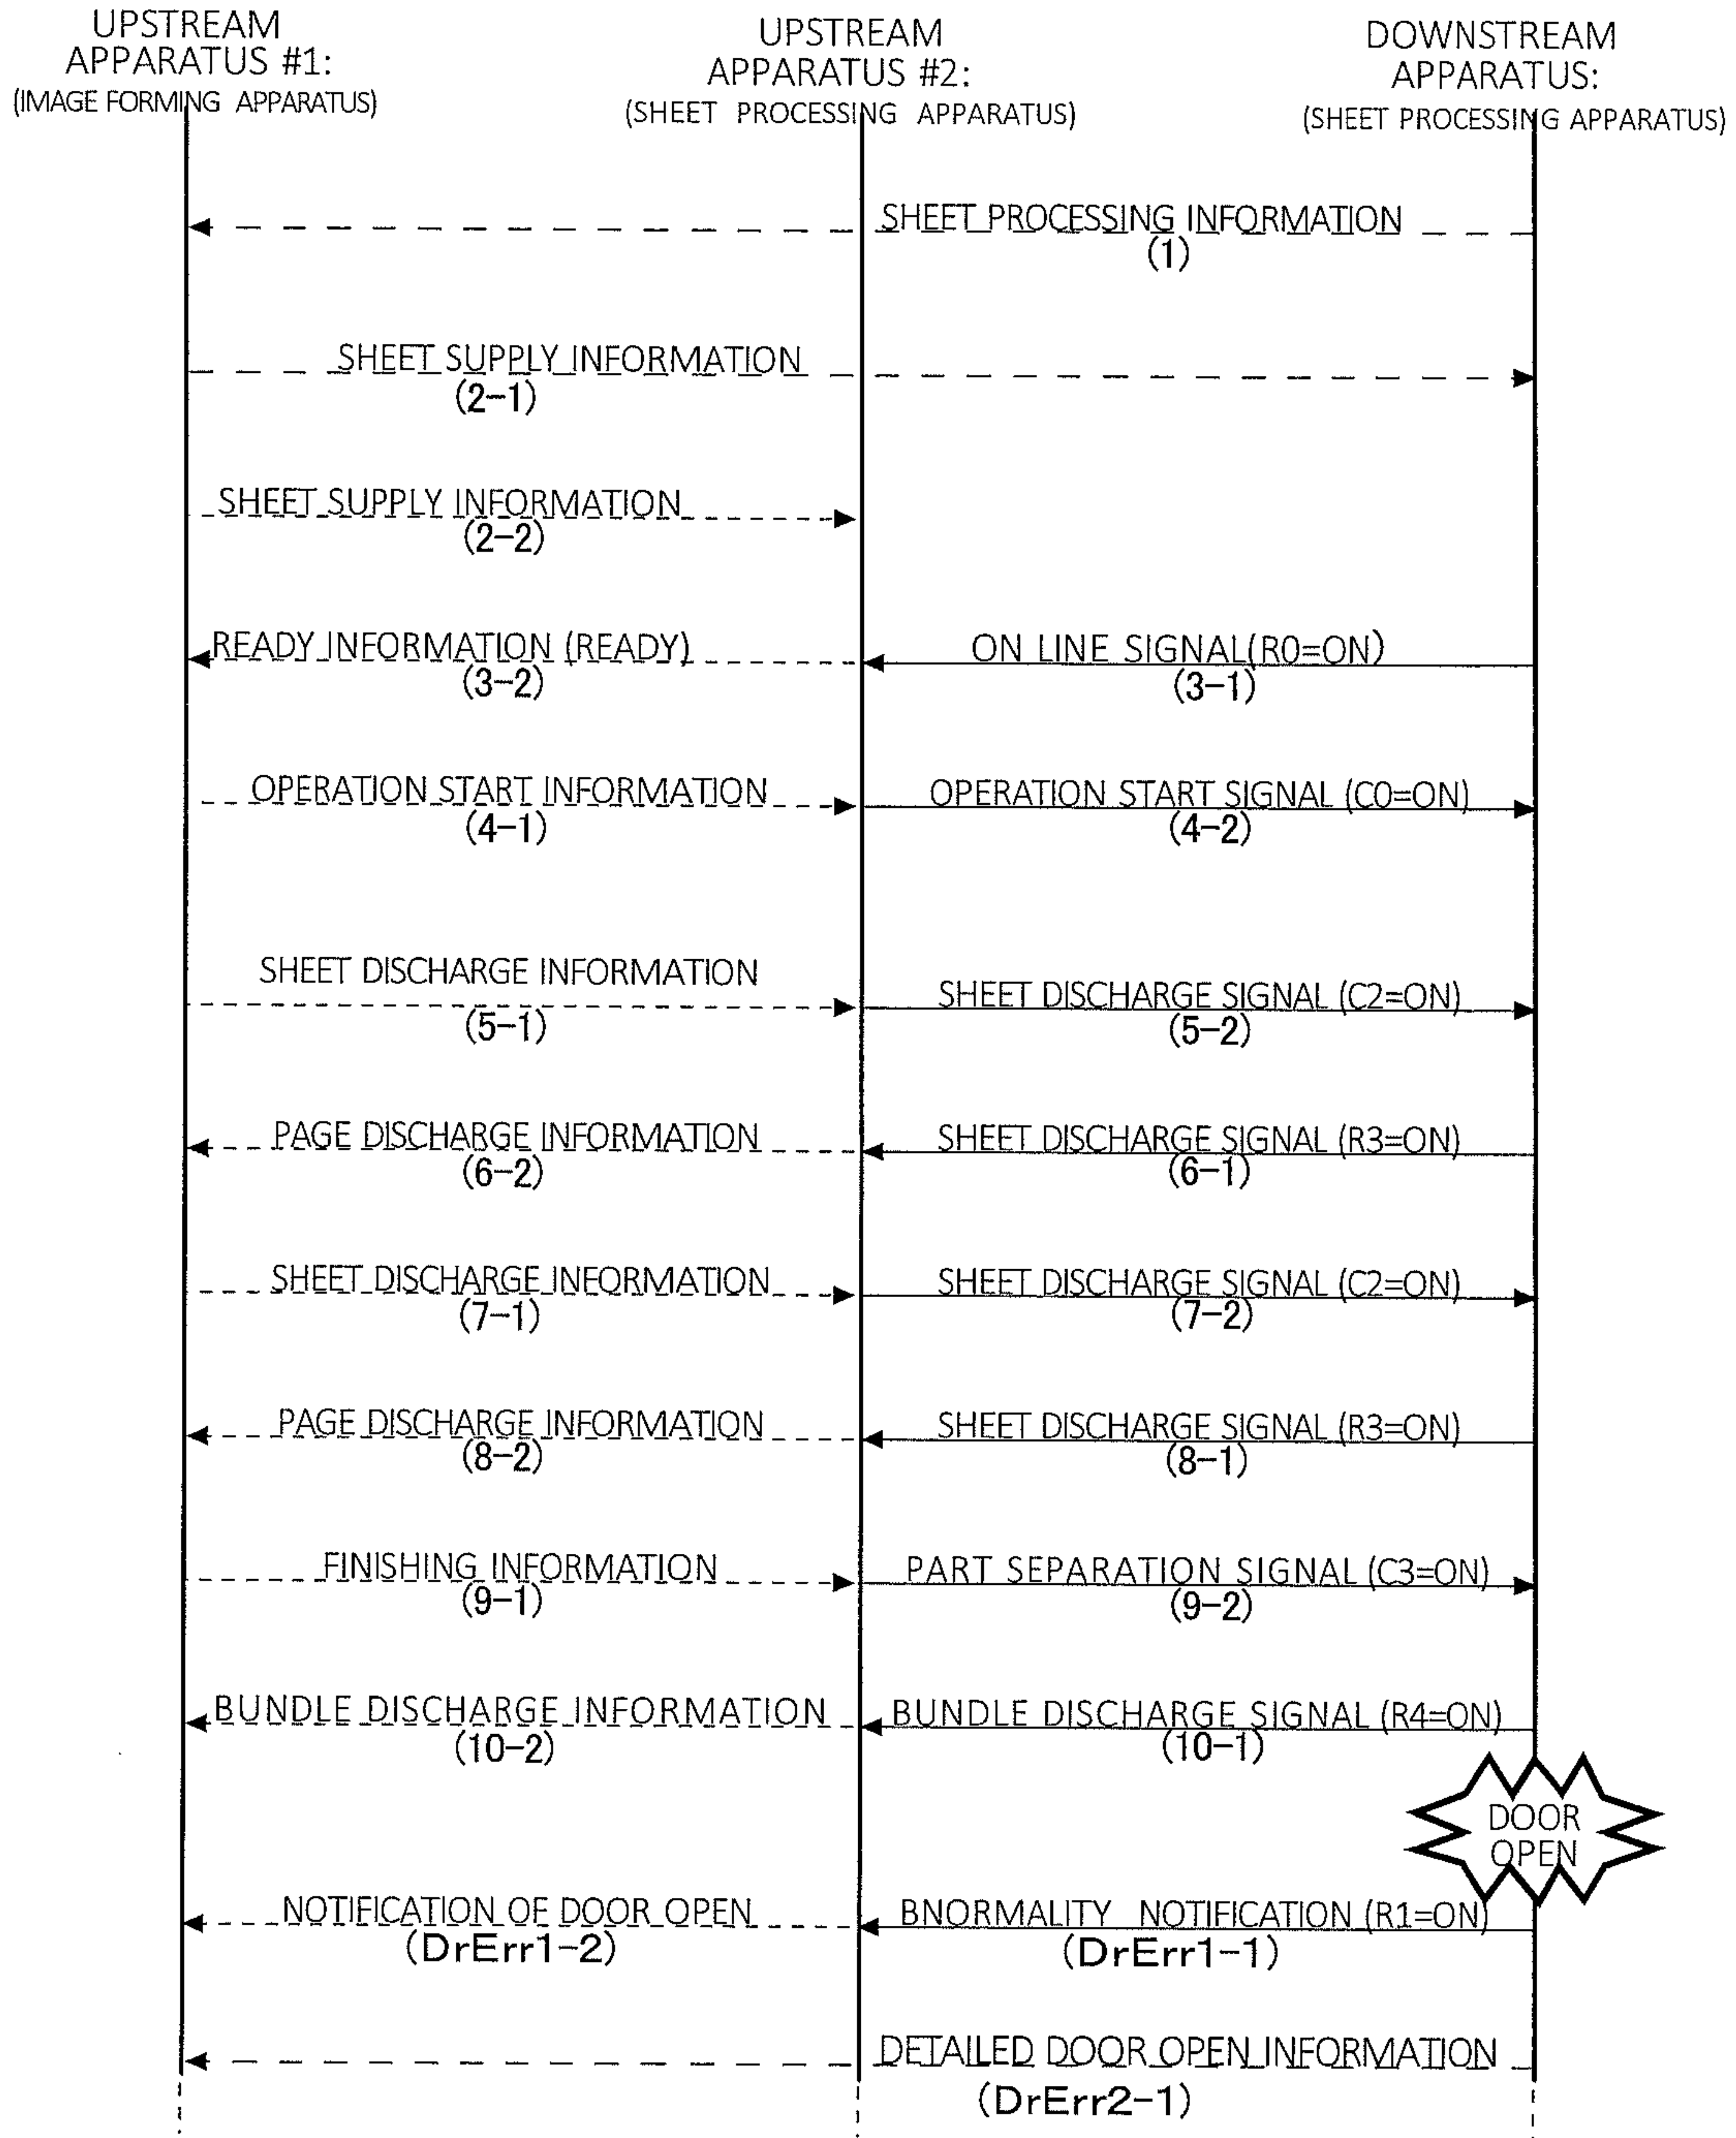 UPSTREAM
APPARATUS #1:
(IMAGE FORMING APPARATUS)
UPSTREAM
APPARATUS #2:
(SHEET PROCESSING APPARATUS)
DOWNSTREAM
APPARATUS:
(SHEET PROCESSING APPARATUS)
SHEET PROCESSING INFORMATION
(1)
SHEET SUPPLY INFORMATION
(2-1)
SHEET SUPPLY INFORMATION
(2-2)
READY INFORMATION (READY)
(3-2)
ON LINE SIGNAL(R0=ON)
(3-1)
OPERATION START INFORMATION
(4-1)
OPERATION START SIGNAL (C0=ON)
(4-2)
SHEET DISCHARGE INFORMATION
(5-1)
SHEET DISCHARGE SIGNAL (C2=ON)
(5-2)
PAGE DISCHARGE INFORMATION
(6-2)
SHEET DISCHARGE SIGNAL (R3=ON)
(6-1)
SHEET DISCHARGE INFORMATION
(7-1)
SHEET DISCHARGE SIGNAL (C2=ON)
(7-2)
PAGE DISCHARGE INFORMATION
(8-2)
SHEET DISCHARGE SIGNAL (R3=ON)
(8-1)
FINISHING INFORMATION
(9-1)
PART SEPARATION SIGNAL (C3=ON)
(9-2)
BUNDLE DISCHARGE INFORMATION
(10-2)
BUNDLE DISCHARGE SIGNAL (R4=ON)
(10-1)
DOOR
OPEN
NOTIFICATION OF DOOR OPEN
(DrErr1-2)
BNORMALITY NOTIFICATION (R1=ON)
(DrErr1-1)
DETAILED DOOR OPEN INFORMATION
(DrErr2-1)